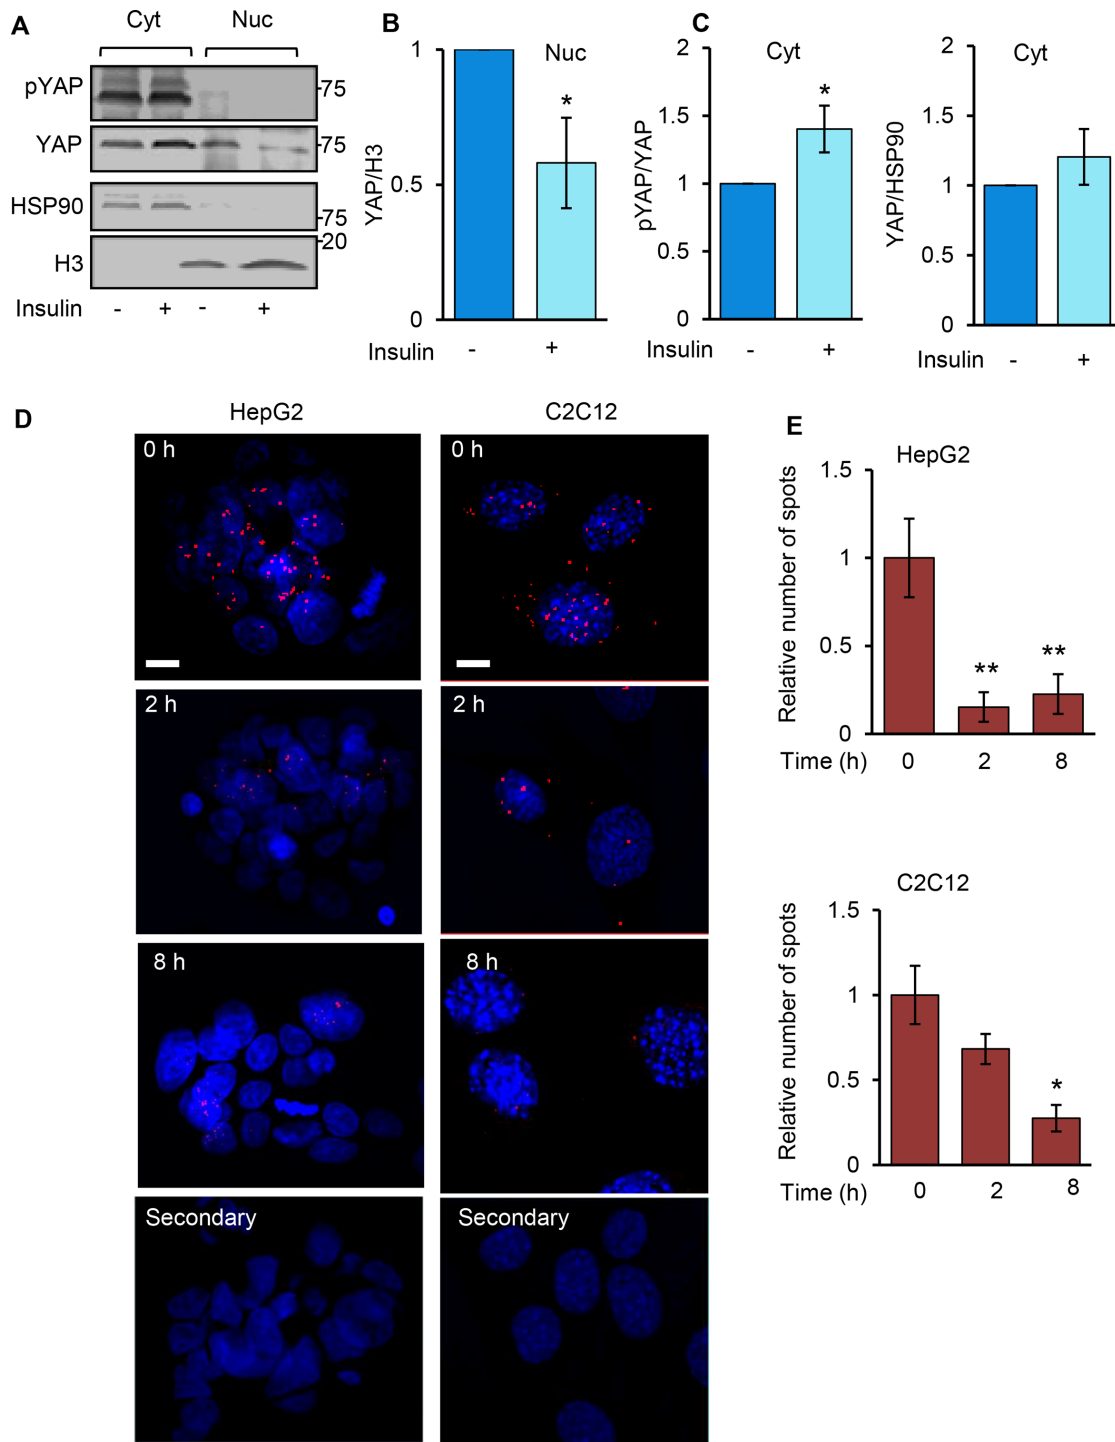 A
Cyt
Nuc
pYAP
75
YAP
75
HSP90
75
20
H3
Insulin
-
+
-
+
B
1
Nuc
*
YAP/H3
0.5
0
Insulin
-
+
C
2
Cyt
*
1.5
pYAP/YAP
1
0.5
0
Insulin
-
+
2
Cyt
1.5
YAP/HSP90
1
0.5
0
Insulin
-
+
D
HepG2
C2C12
0 h
0 h
2 h
2 h
8 h
8 h
Secondary
Secondary
E
HepG2
1.5
Relative number of spots
1
0.5
**
**
0
Time (h)
0
2
8
C2C12
1.5
Relative number of spots
1
0.5
*
0
Time (h)
0
2
8